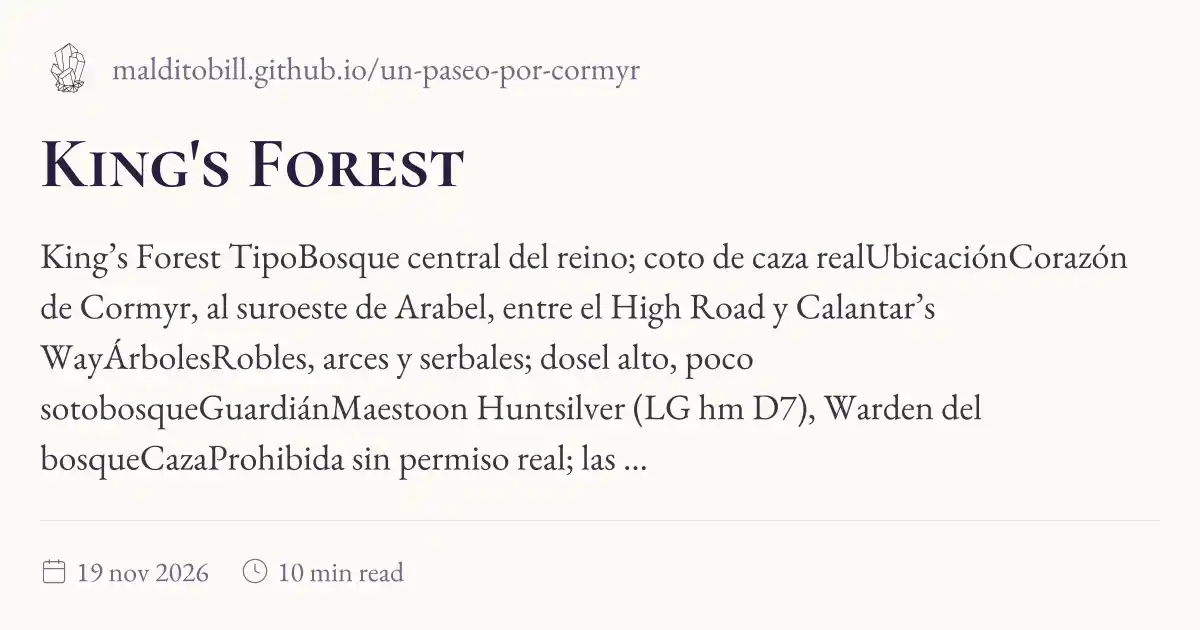 malditobill.github.io/un-paseo-por-cormyr
King's Forest
King’s Forest TipoBosque central del reino; coto de caza realUbicaciónCorazón
de Cormyr, al suroeste de Arabel, entre el High Road y Calantar’s
WayÁrbolesRobles, arces y serbales; dosel alto, poco
sotobosqueGuardiánMaestoon Huntsilver (LG hm D7), Warden del
bosqueCazaProhibida sin permiso real; las ...
19 nov 2026
10 min read